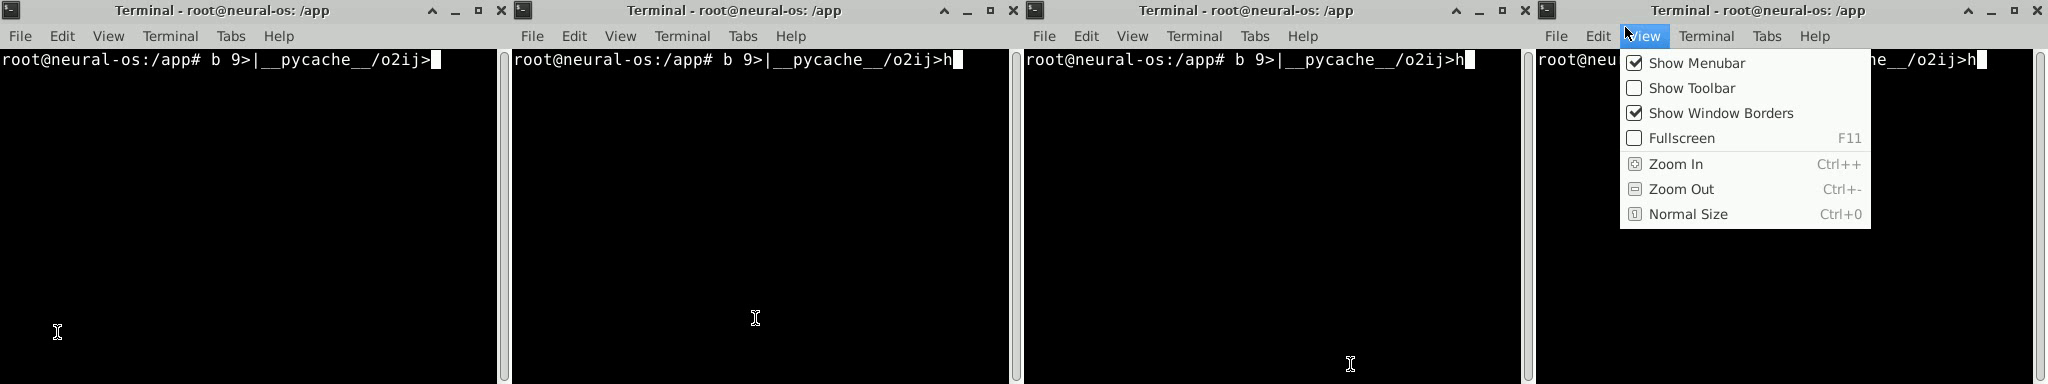 Terminal - root@neural-os: /app
File Edit View Terminal Tabs Help
root@neural-os:/app# b 9>|__pycache__/o2ij>
Terminal - root@neural-os: /app
File Edit View Terminal Tabs Help
root@neural-os:/app# b 9>|__pycache__/o2ij>h
Terminal - root@neural-os: /app
File Edit View Terminal Tabs Help
root@neural-os:/app# b 9>|__pycache__/o2ij>h
Terminal - root@neural-os: /app
File Edit View Terminal Tabs Help
root@neu he__/o2ij>h
Show Menubar
Show Toolbar
Show Window Borders
Fullscreen F11
Zoom In Ctrl++
Zoom Out Ctrl+-
Normal Size Ctrl+0